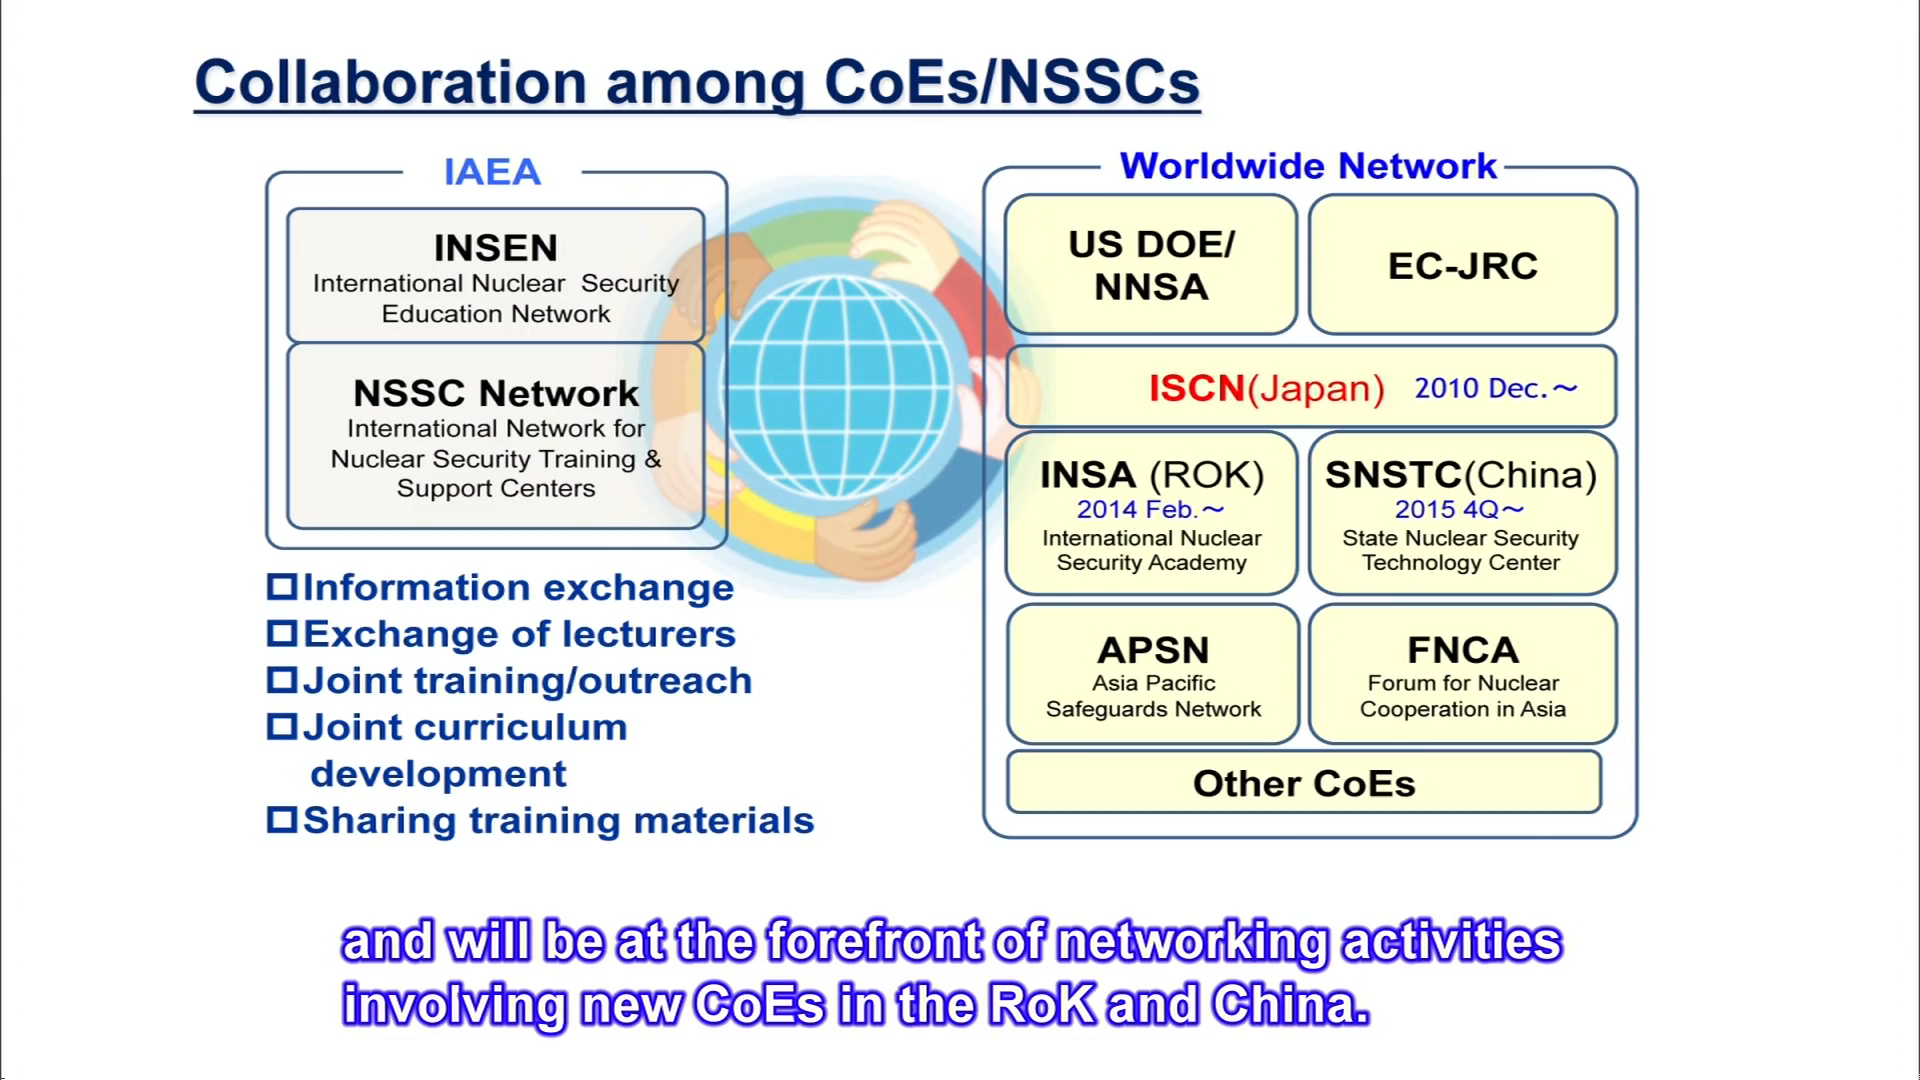 Collaboration among CoEs/NSSCs
IAEA
INSEN
International Nuclear Security
Education Network
NSSC Network
International Network for
Nuclear Security Training &
Support Centers
□Information exchange
□Exchange of lecturers
□Joint training/outreach
□Joint curriculum
development
□Sharing training materials
Worldwide Network
US DOE/
NNSA
EC-JRC
ISCN(Japan) 2010 Dec.～
INSA (ROK)
2014 Feb.～
International Nuclear
Security Academy
SNSTC(China)
2015 4Q～
State Nuclear Security
Technology Center
APSN
Asia Pacific
Safeguards Network
FNCA
Forum for Nuclear
Cooperation in Asia
Other CoEs
and will be at the forefront of networking activities
involving new CoEs in the RoK and China.